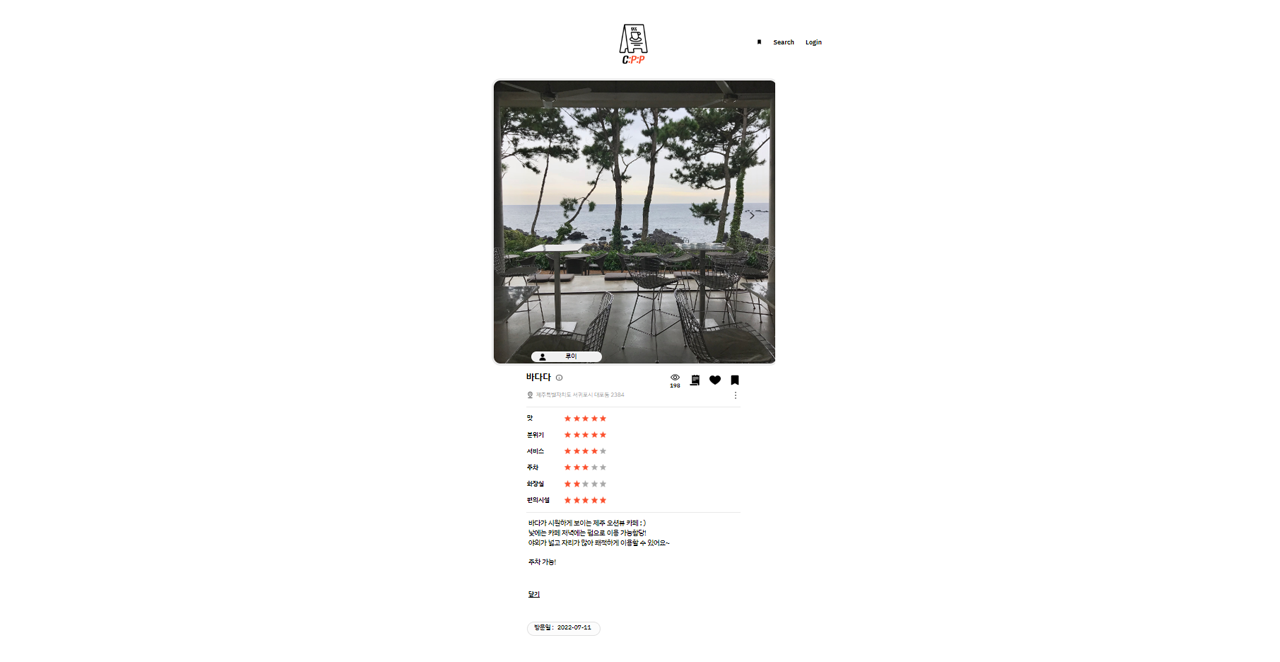 C:P:P
Search
Login
후이
바다다
198
제주특별자치도 서귀포시 대포동 2384
맛
분위기
서비스
주차
화장실
편의시설
바다가 시원하게 보이는 제주 오션뷰 카페 : )
낮에는 카페 저녁에는 펍으로 이용 가능합당!
야외가 넓고 자리가 많아 쾌적하게 이용할 수 있어요~
주차 가능!
닫기
방문일 : 2022-07-11